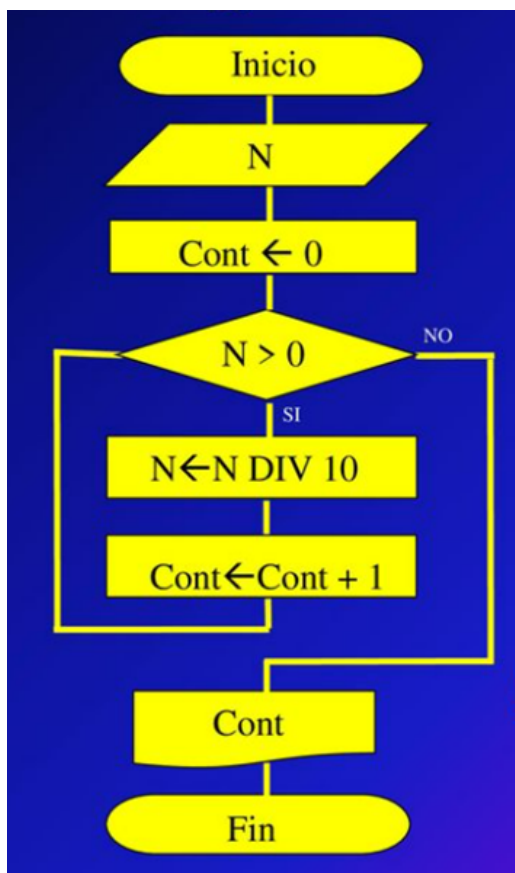 Inicio
N
Cont ← 0
N > 0
NO
SI
N←N DIV 10
Cont←Cont + 1
Cont
Fin